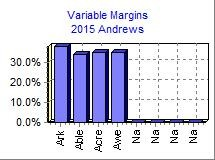 Variable Margins
2015 Andrews
30.0%
20.0%
10.0%
0.0%
Ark
Able
Acre
Awe
Na
Na
Na
Na